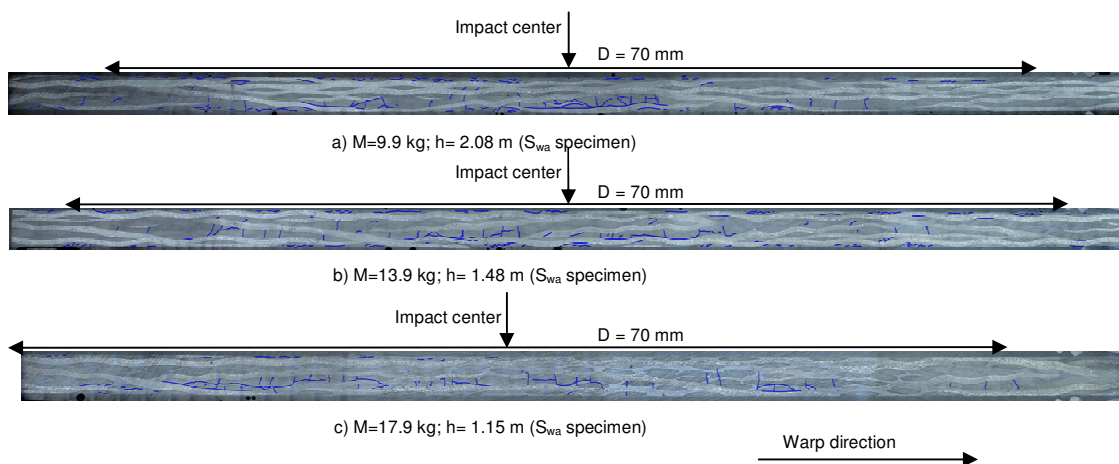 Impact center
D = 70 mm
a) M=9.9 kg; h= 2.08 m (Swa specimen)
Impact center
D = 70 mm
b) M=13.9 kg; h= 1.48 m (Swa specimen)
Impact center
D = 70 mm
c) M=17.9 kg; h= 1.15 m (Swa specimen)
Warp direction